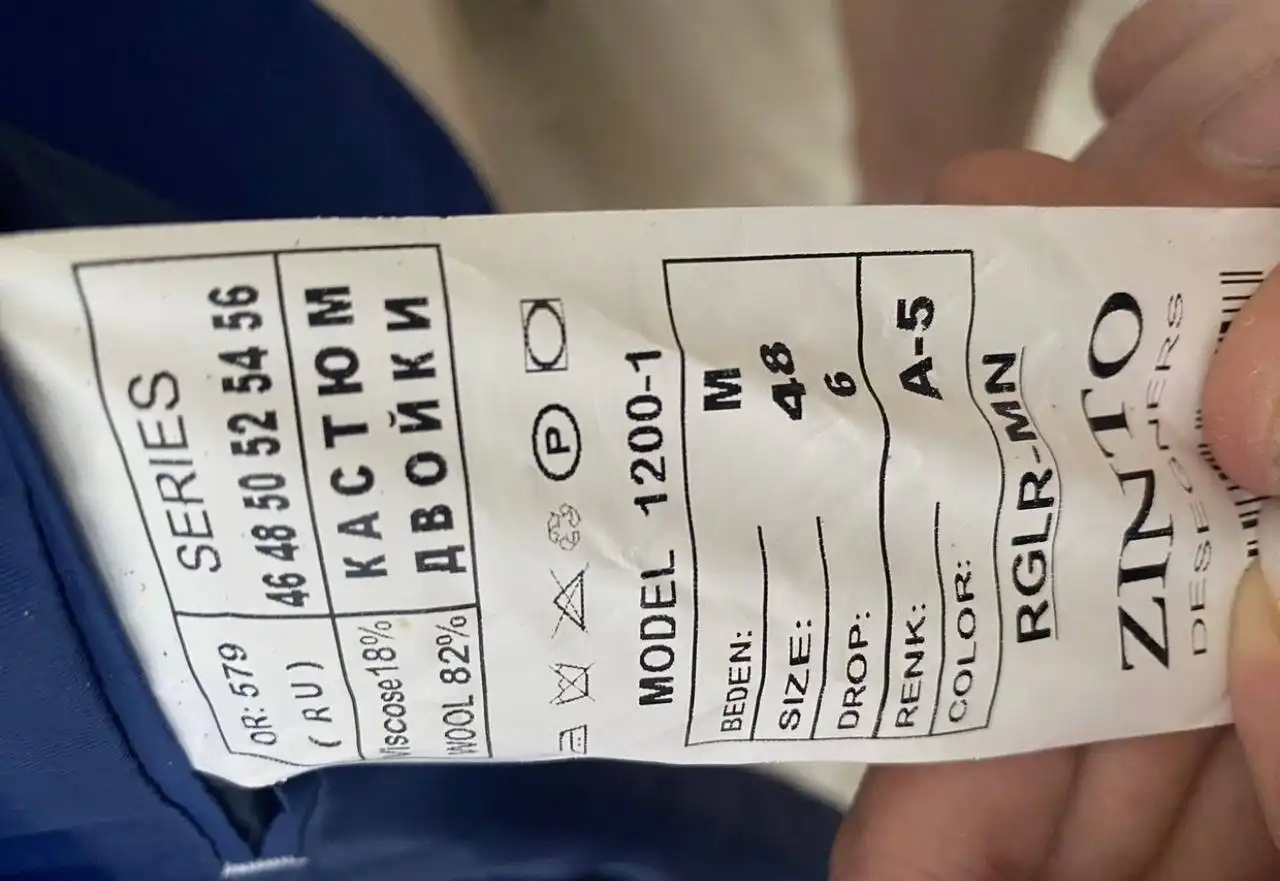 OR: 579 SERIES
( RU ) 46 48 50 52 54 56
Viscose18% КАСТЮМ
WOOL 82% ДВОЙКИ
P
MODEL 1200-1
BEDEN: M
SIZE: 48
DROP: 6
RENK: A-5
COLOR:
RGLR-MN
ZINTO
DESEGNERS